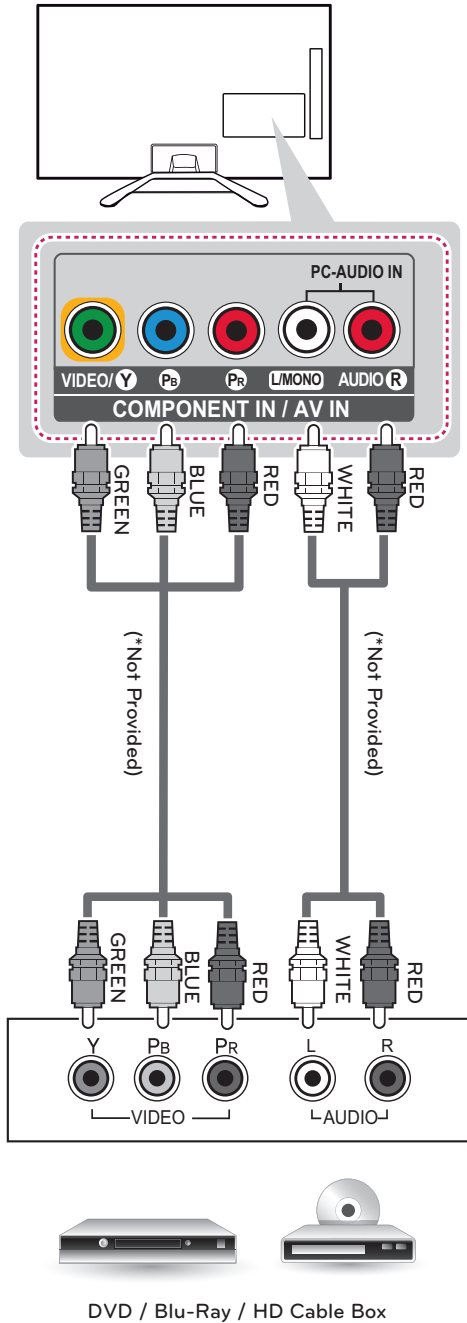 PC-AUDIO IN
VIDEO/ Y PB PR L/MONO AUDIO R
COMPONENT IN / AV IN
GREEN BLUE RED WHITE RED
(*Not Provided) (*Not Provided)
GREEN BLUE RED WHITE RED
Y PB PR L R
VIDEO AUDIO
DVD / Blu-Ray / HD Cable Box